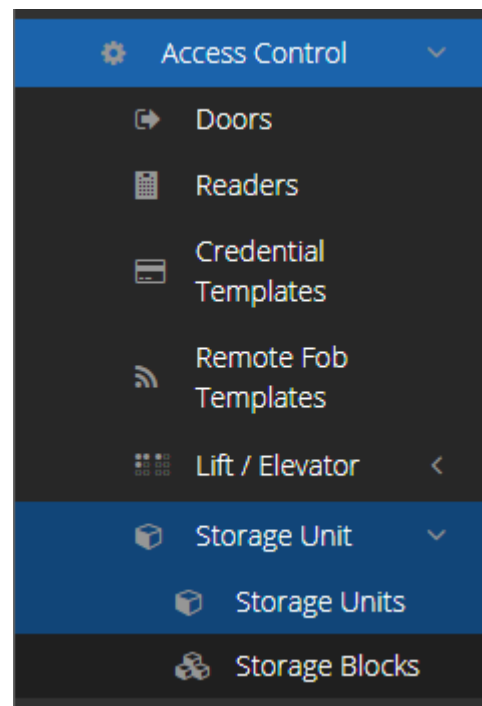 Access Control
Doors
Readers
Credential
Templates
Remote Fob
Templates
Lift / Elevator
Storage Unit
Storage Units
Storage Blocks